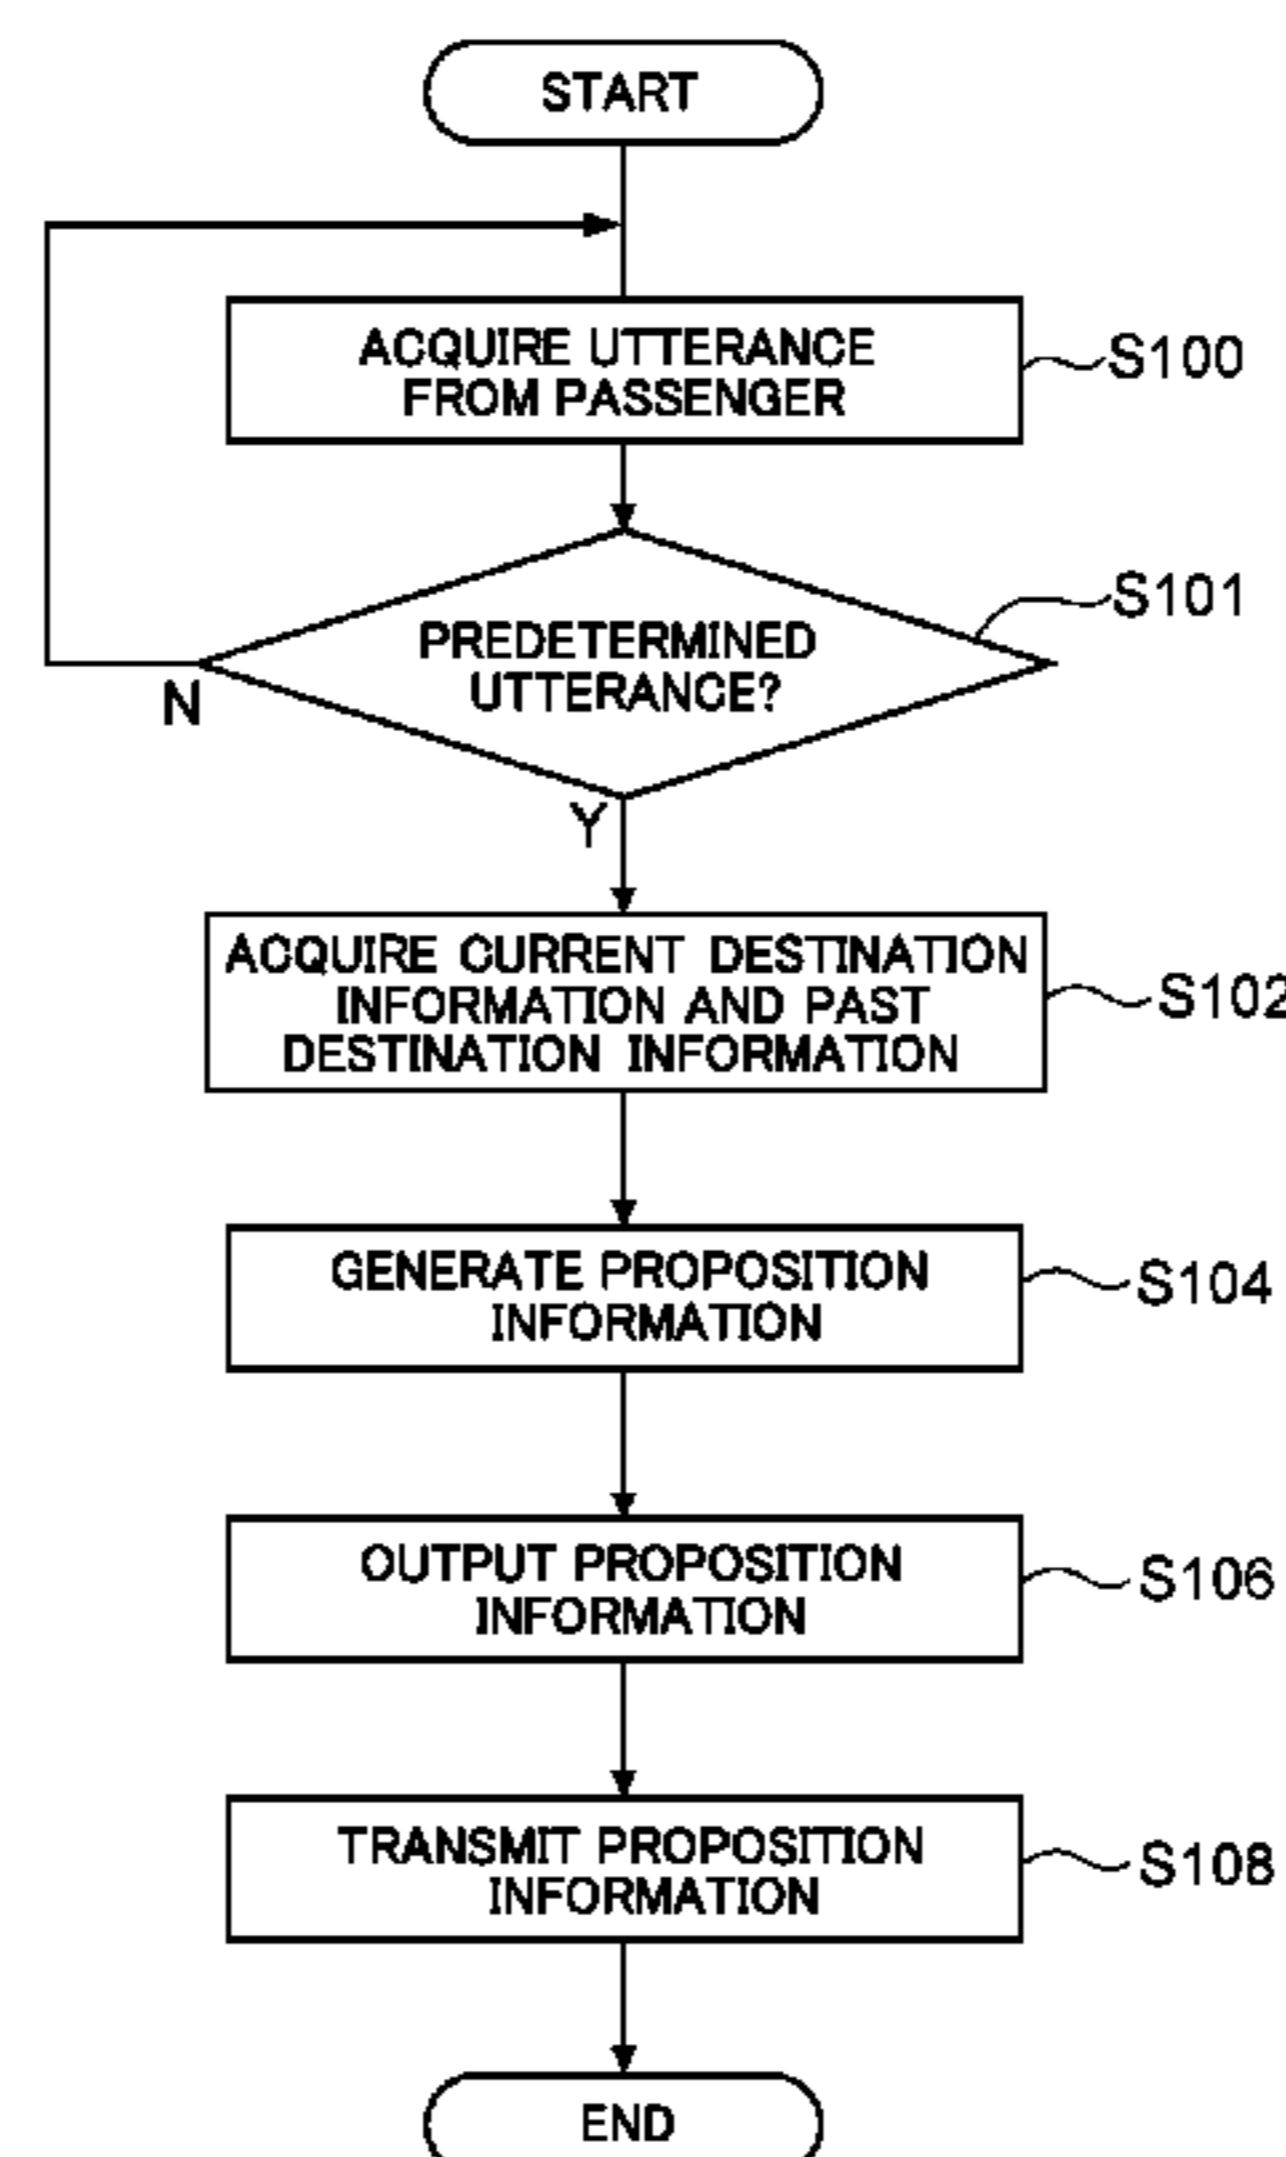 START
ACQUIRE UTTERANCE
FROM PASSENGER
S100
PREDETERMINED
UTTERANCE?
S101
N
Y
ACQUIRE CURRENT DESTINATION
INFORMATION AND PAST
DESTINATION INFORMATION
S102
GENERATE PROPOSITION
INFORMATION
S104
OUTPUT PROPOSITION
INFORMATION
S106
TRANSMIT PROPOSITION
INFORMATION
S108
END